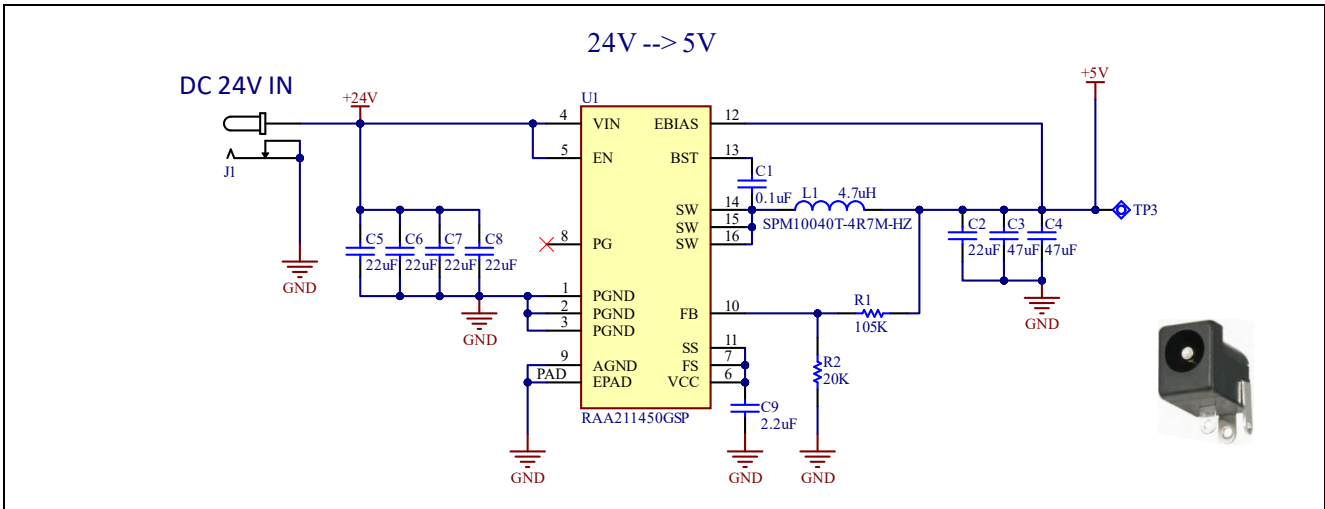 24V --> 5V
DC 24V IN
+24V
+5V
U1
4 VIN EBIAS 12
5 EN BST 13
J1
C1
0.1uF
L1 4.7uH
SW 14
SW 15
SW 16
SPM10040T-4R7M-HZ
TP3
C5 C6 C7 C8
22uF 22uF 22uF 22uF
8 PG
C2 C3 C4
22uF 47uF 47uF
GND
1 PGND
2 PGND
3 PGND
GND
FB 10
R1
105K
GND
R2
20K
SS 11
FS 7
VCC 6
9 AGND
PAD EPAD
C9
2.2uF
RAA211450GSP
GND
GND
GND